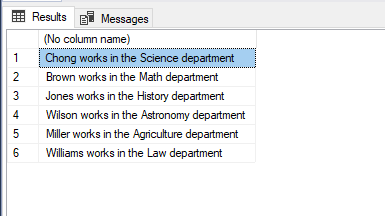 Results Messages
(No column name)
1 Chong works in the Science department
2 Brown works in the Math department
3 Jones works in the History department
4 Wilson works in the Astronomy department
5 Miller works in the Agriculture department
6 Williams works in the Law department